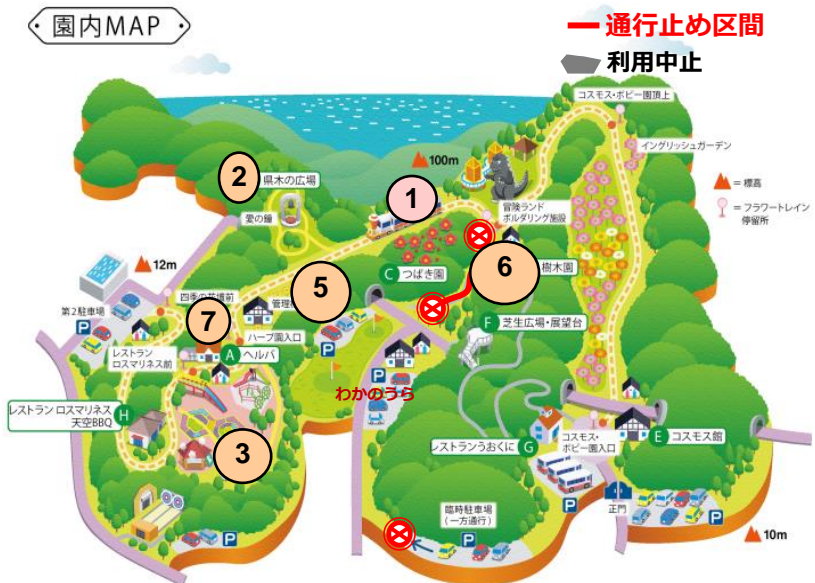 園内MAP
通行止め区間
利用中止
コスモス・ポピー園頂上
イングリッシュガーデン
100m
= 標高
= フラワートレイン
停留所
2
県木の広場
愛の鐘
1
冒険ランド
ボルダリング施設
12m
第2駐車場
P
四季の花壇前
管理棟
5
C つばき園
6
樹木園
7
ハーブ園入口
A ヘルバ
P
F 芝生広場・展望台
レストラン
ロスマリネス前
わかのうら
P
レストラン ロスマリネス
天空BBQ
H
3
レストランうおくに G
コスモス・
ポピー園入口
E コスモス館
臨時駐車場
(一方通行)
P
正門
P
P
10m